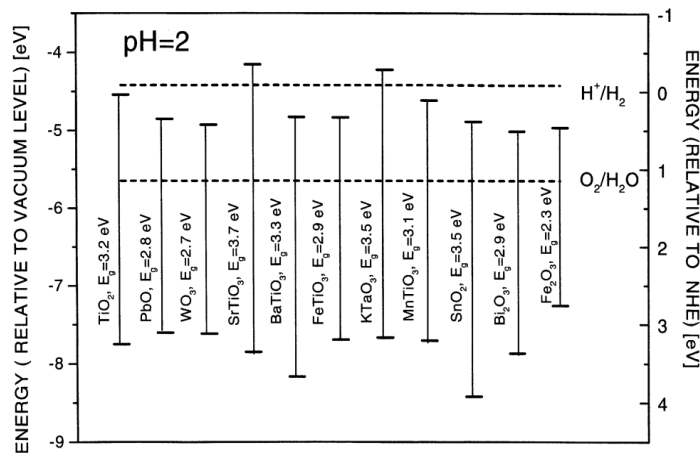 pH=2
ENERGY ( RELATIVE TO VACUUM LEVEL) [eV]
-4
-5
-6
-7
-8
-9
TiO₂, E_g=3.2 eV
PbO, E_g=2.8 eV
WO₃, E_g=2.7 eV
SrTiO₃, E_g=3.7 eV
BaTiO₃, E_g=3.3 eV
FeTiO₃, E_g=2.9 eV
KTaO₃, E_g=3.5 eV
MnTiO₃, E_g=3.1 eV
SnO₂, E_g=3.5 eV
Bi₂O₃, E_g=2.9 eV
Fe₂O₃, E_g=2.3 eV
H⁺/H₂
O₂/H₂O
-1
0
1
2
3
4
ENERGY (RELATIVE TO NHE) [eV]